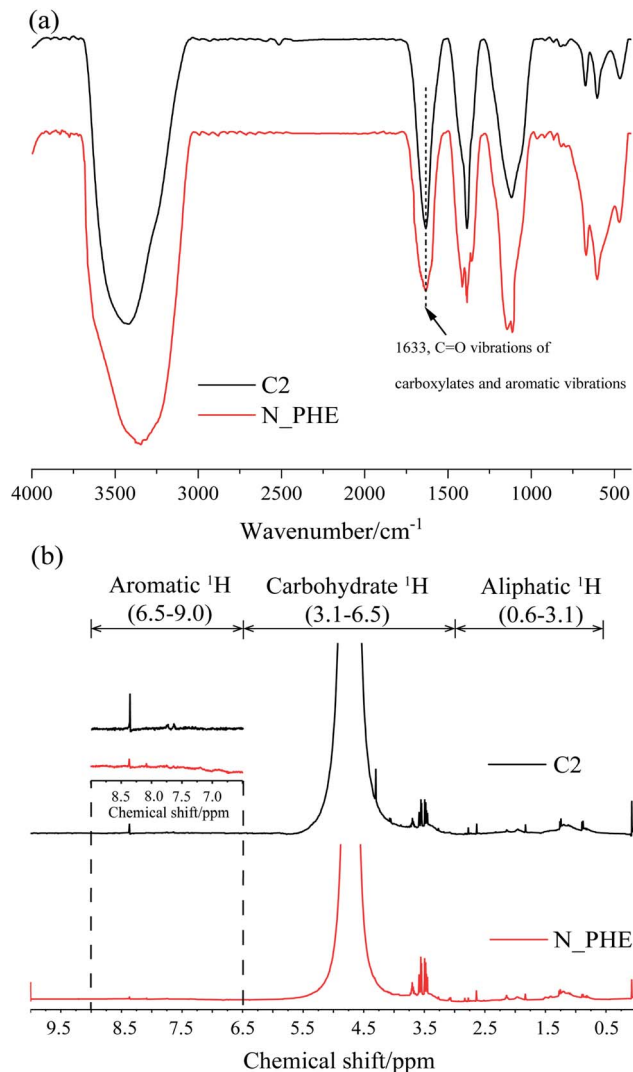 (a)
1633, C=O vibrations of
carboxylates and aromatic vibrations
C2
N_PHE
4000 3500 3000 2500 2000 1500 1000 500
Wavenumber/cm⁻¹
(b)
Aromatic ¹H Carbohydrate ¹H Aliphatic ¹H
(6.5-9.0) (3.1-6.5) (0.6-3.1)
C2
8.5 8.0 7.5 7.0
Chemical shift/ppm
N_PHE
9.5 8.5 7.5 6.5 5.5 4.5 3.5 2.5 1.5 0.5
Chemical shift/ppm